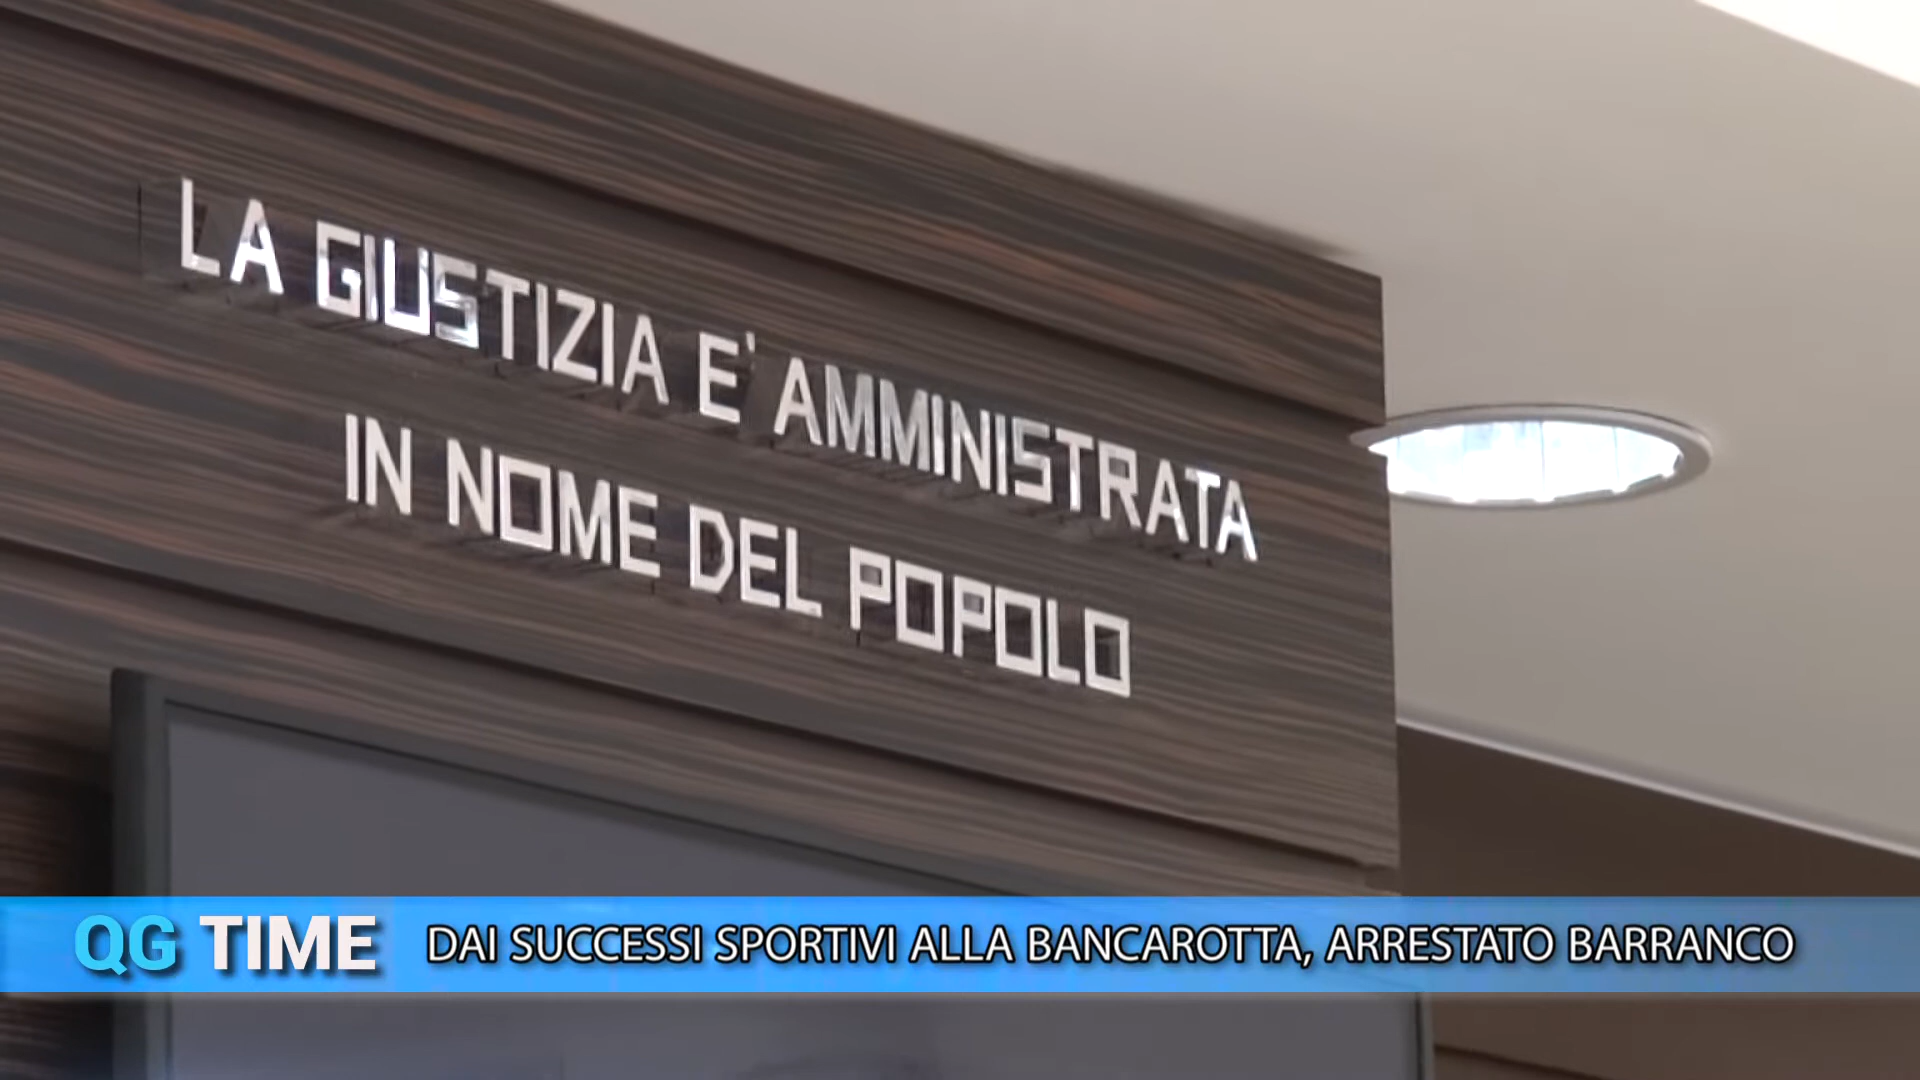 LA GIUSTIZIA E' AMMINISTRATA
IN NOME DEL POPOLO
QG TIME
DAI SUCCESSI SPORTIVI ALLA BANCAROTTA, ARRESTATO BARRANCO